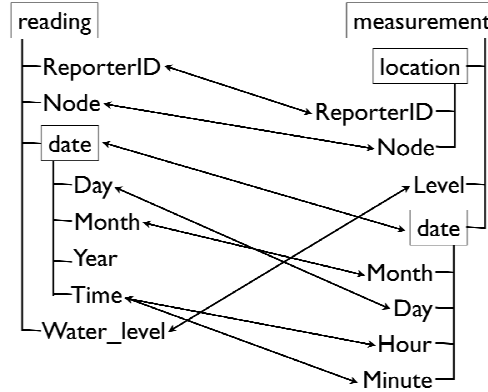 reading
ReporterID
Node
date
Day
Month
Year
Time
Water_level
measurement
location
ReporterID
Node
Level
date
Month
Day
Hour
Minute